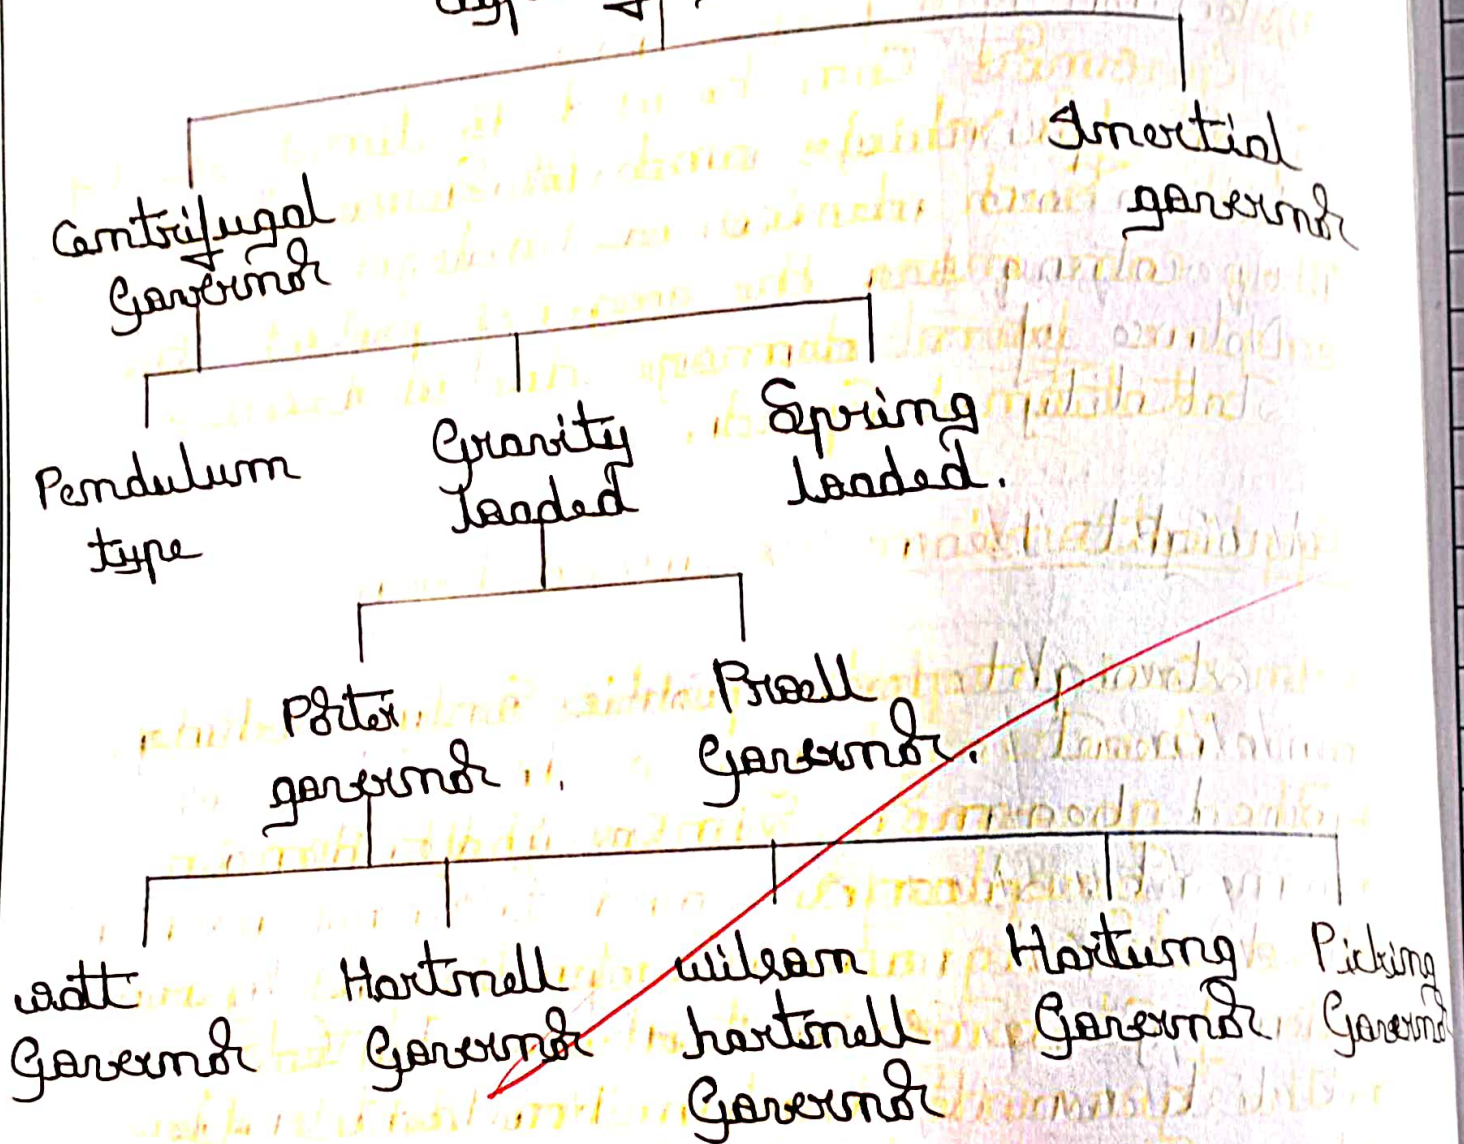 Inertial
governor
Centrifugal
Governor
Pendulum
type
Gravity
loaded
Spring
loaded.
Porter
governor.
Proell
Governor.
watt
Governor
Hartnell
Governor
wilson
hartnell
Governor
Hartung
Governor
Picking
Governor